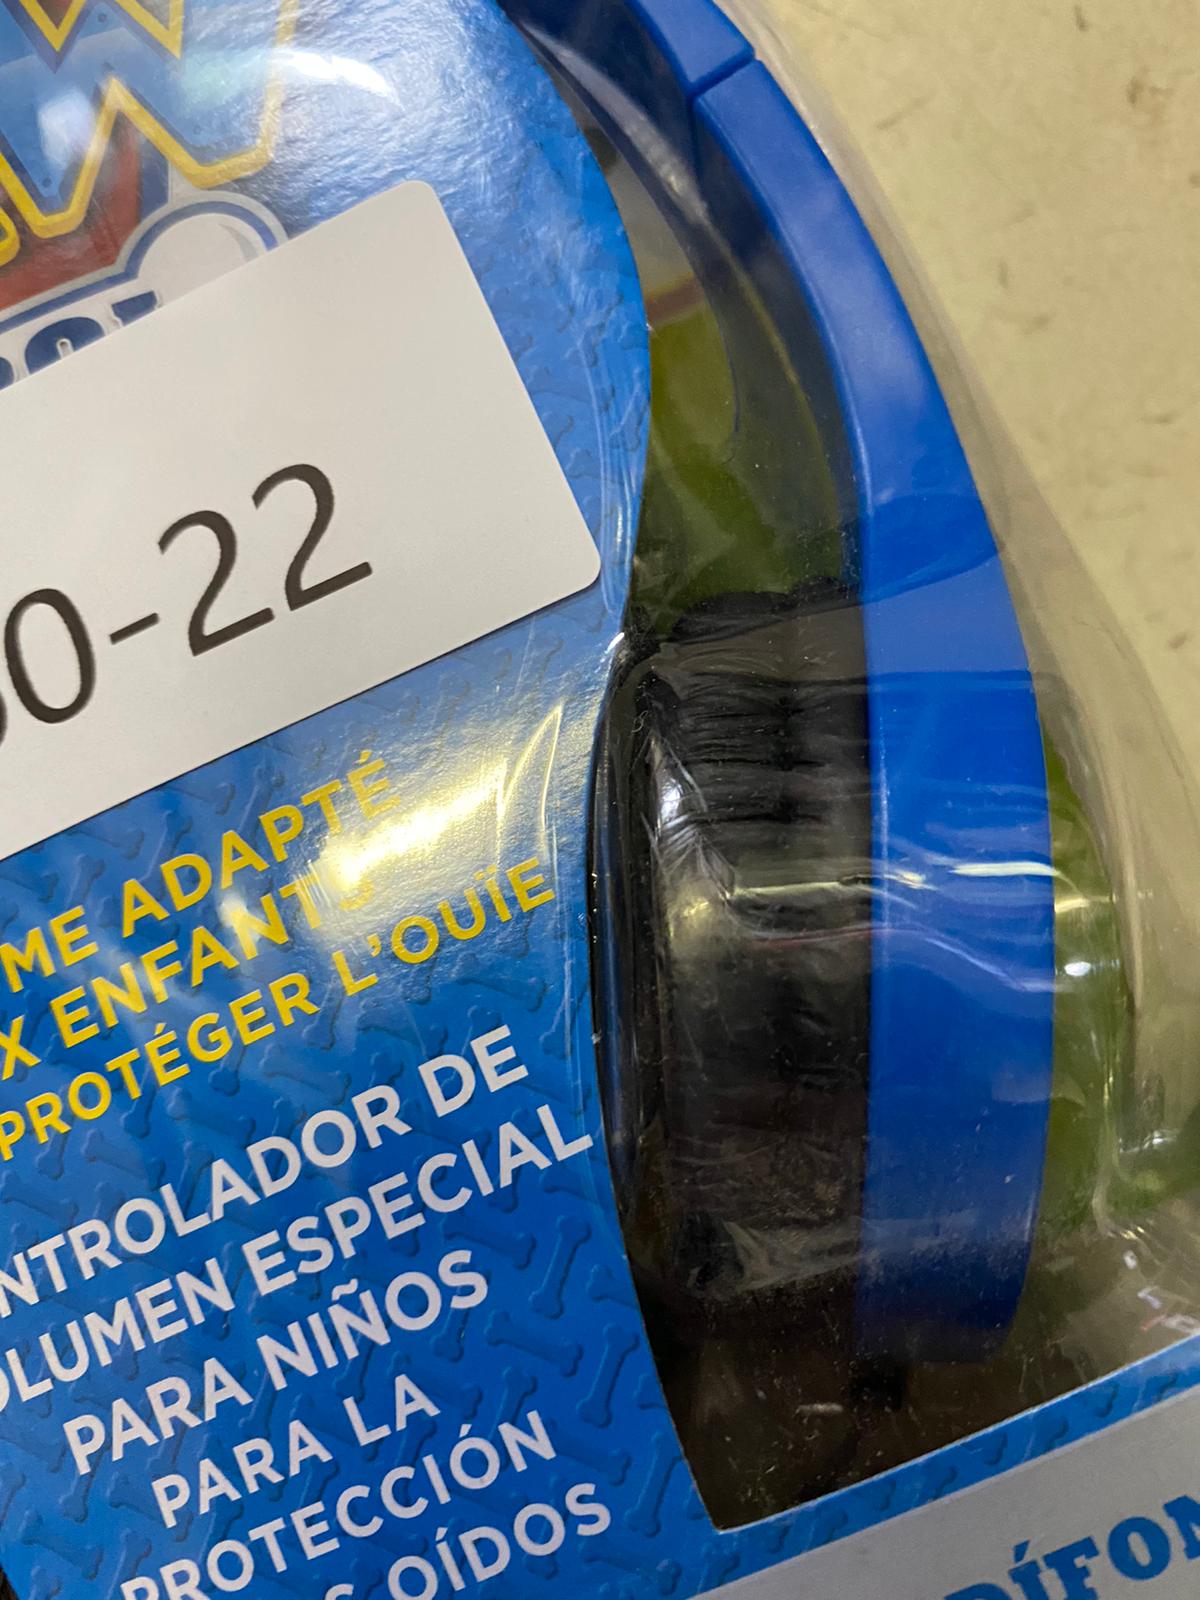 0-22
ME ADAPTÉ
X ENFANTS
PROTÉGER L'OUÏE
NTROLADOR DE
OLUMEN ESPECIAL
PARA NIÑOS
PARA LA
PROTECCIÓN
S OÍDOS
DÍFON